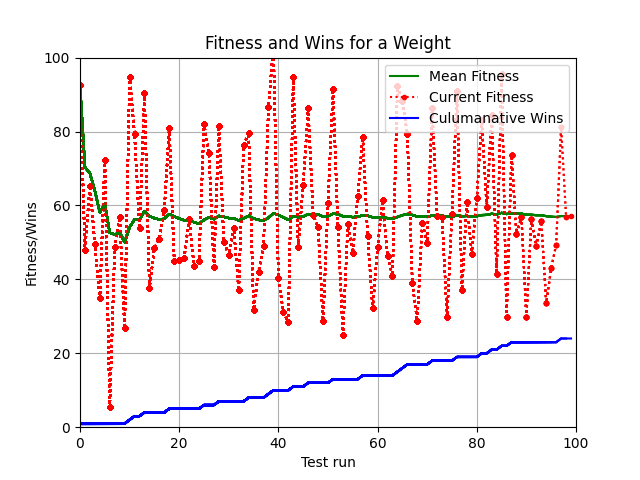 Fitness and Wins for a Weight
Mean Fitness
Current Fitness
Culumanative Wins
Fitness/Wins
100
80
60
40
20
0
0 20 40 60 80 100
Test run